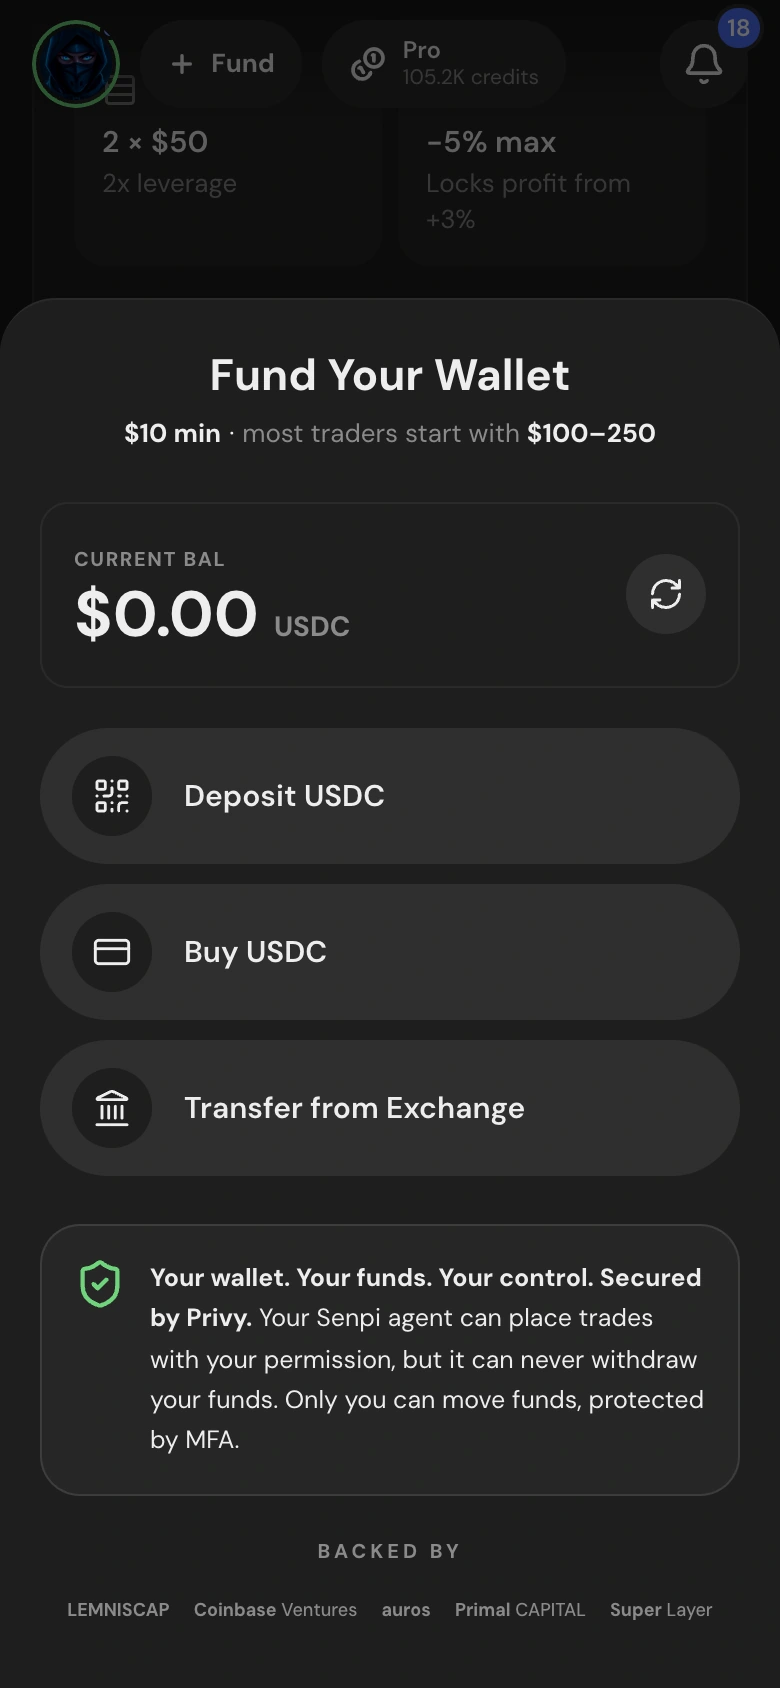 18
+ Fund
Pro
105.2K credits
2 × $50
2x leverage
-5% max
Locks profit from
+3%
Fund Your Wallet
$10 min · most traders start with $100–250
CURRENT BAL
$0.00 USDC
Deposit USDC
Buy USDC
Transfer from Exchange
Your wallet. Your funds. Your control. Secured
by Privy. Your Senpi agent can place trades
with your permission, but it can never withdraw
your funds. Only you can move funds, protected
by MFA.
BACKED BY
LEMNISCAP Coinbase Ventures auros Primal CAPITAL Super Layer